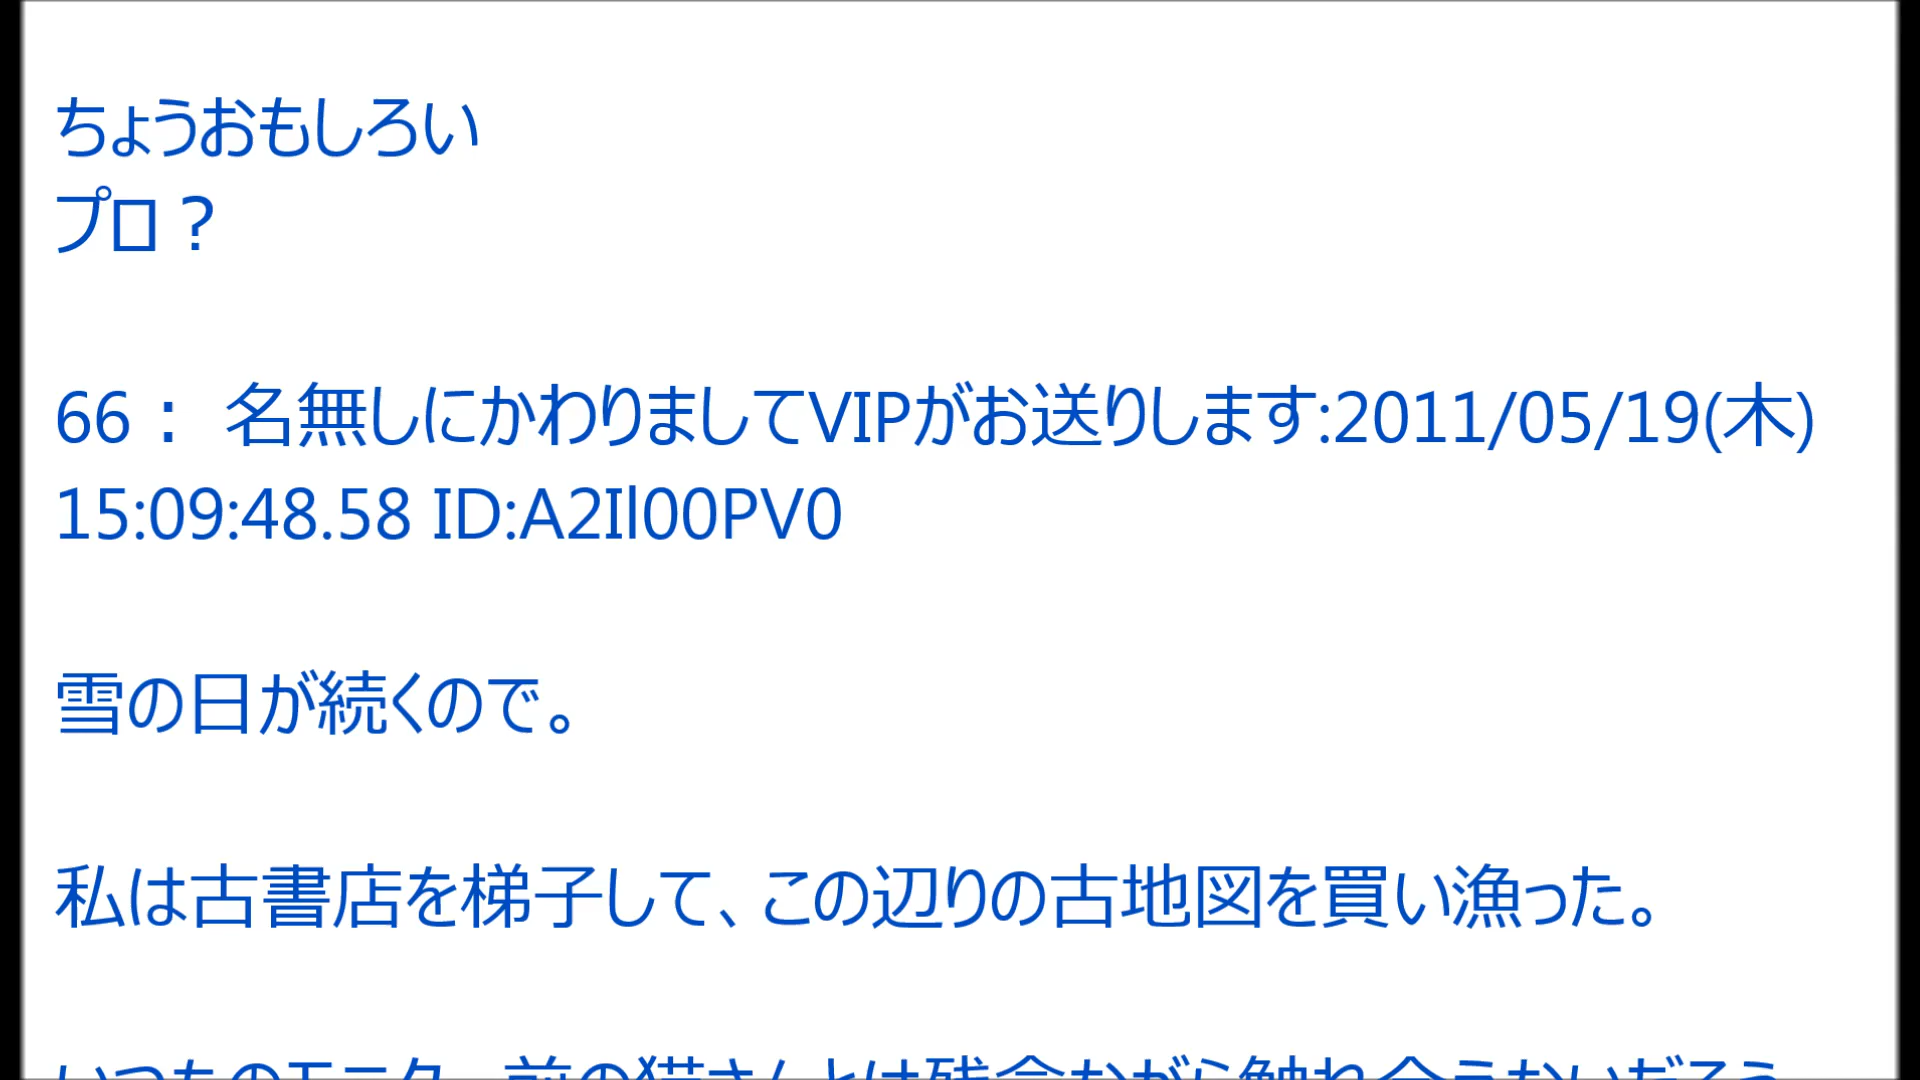 ちょうおもしろい
プロ？
66： 名無しにかわりましてVIPがお送りします:2011/05/19(木)
15:09:48.58 ID:A2Il00PV0
雪の日が続くので。
私は古書店を梯子して、この辺りの古地図を買い漁った。